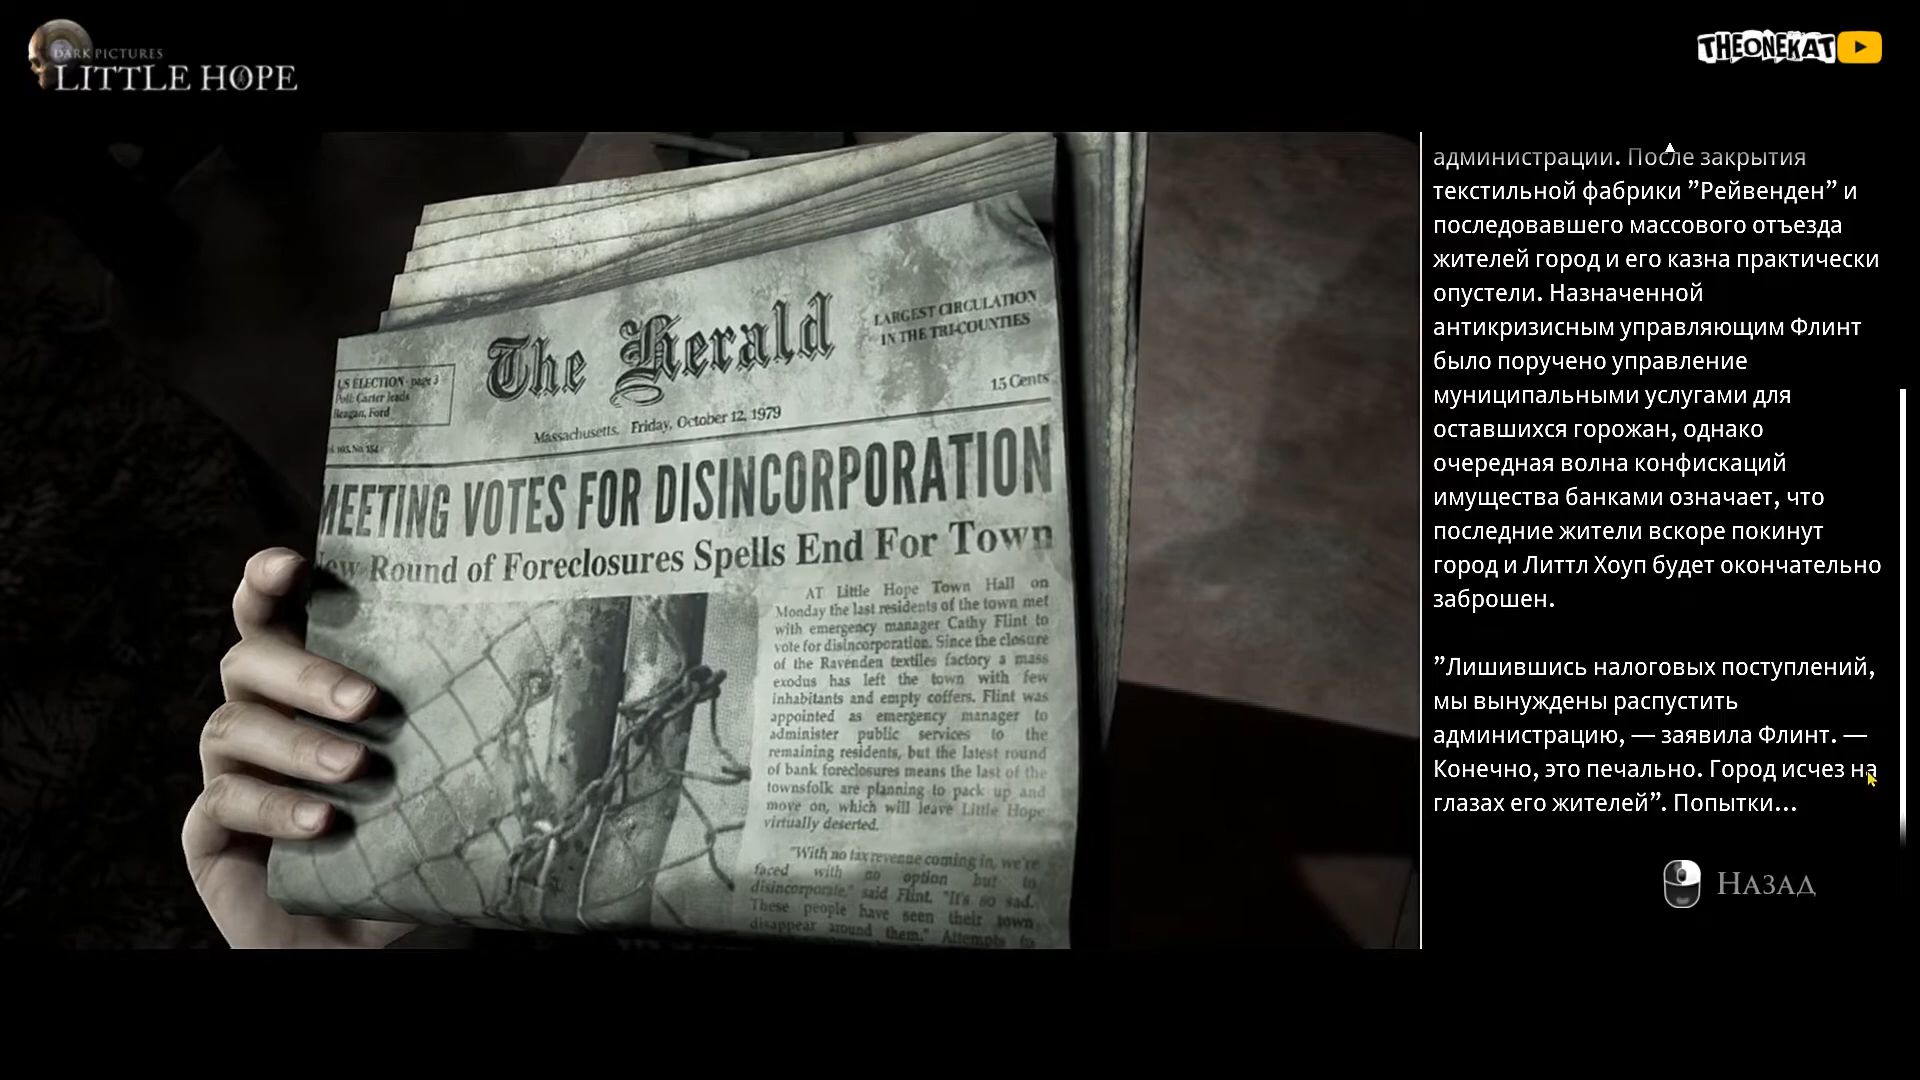 DARK PICTURES
LITTLE HOPE
THEONEKAT
The Herald
LARGEST CIRCULATION
IN THE TRI-COUNTIES
US ELECTION - page 3
Poll: Carter leads
Reagan, Ford
15 Cents
Massachusetts. Friday, October 12, 1979
MEETING VOTES FOR DISINCORPORATION
New Round of Foreclosures Spells End For Town
AT Little Hope Town Hall on
Monday the last residents of the town met
with emergency manager Cathy Flint to
vote for disincorporation. Since the closure
of the Ravenden textiles factory a mass
exodus has left the town with few
inhabitants and empty coffers. Flint was
appointed as emergency manager to
administer public services to the
remaining residents, but the latest round
of bank foreclosures means the last of the
townsfolk are planning to pack up and
move on, which will leave Little Hope
virtually deserted.
"With no tax revenue coming in, we're
faced with no option but to
disincorporate," said Flint. "It's so sad.
These people have seen their town
disappear around them." Attempts to
администрации. После закрытия
текстильной фабрики ”Рейвенден” и
последовавшего массового отъезда
жителей город и его казна практически
опустели. Назначенной
антикризисным управляющим Флинт
было поручено управление
муниципальными услугами для
оставшихся горожан, однако
очередная волна конфискаций
имущества банками означает, что
последние жители вскоре покинут
город и Литтл Хоуп будет окончательно
заброшен.
”Лишившись налоговых поступлений,
мы вынуждены распустить
администрацию, — заявила Флинт. —
Конечно, это печально. Город исчез на
глазах его жителей”. Попытки...
Назад